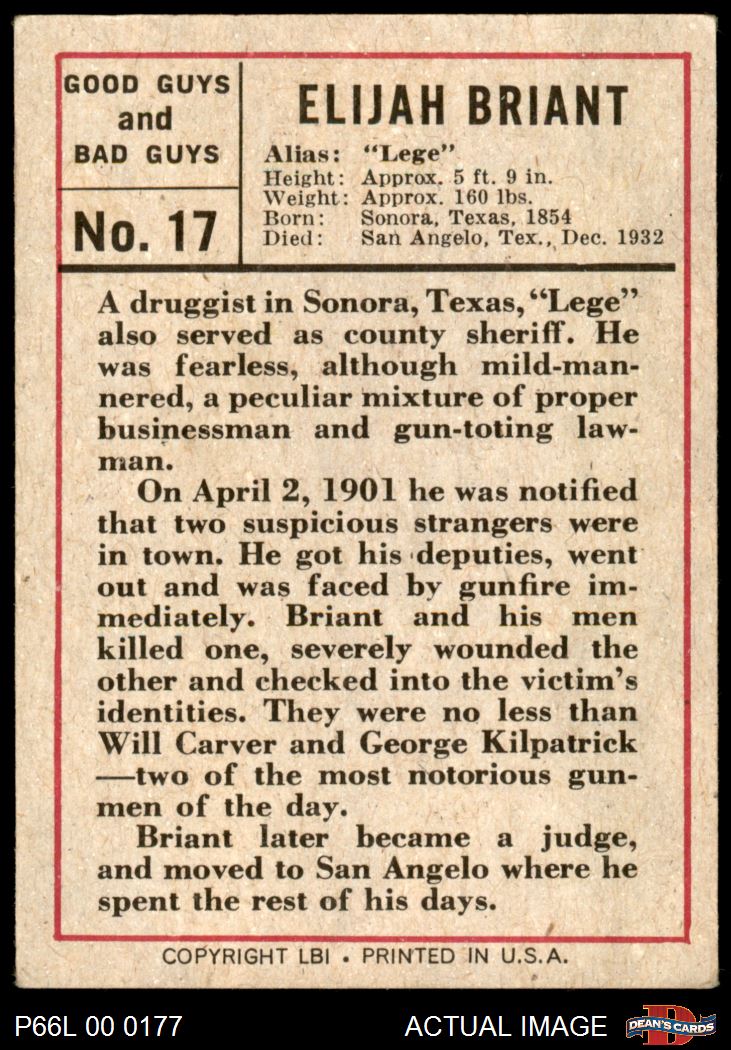 GOOD GUYS
and
BAD GUYS
No. 17
ELIJAH BRIANT
Alias: "Lege"
Height: Approx. 5 ft. 9 in.
Weight: Approx. 160 lbs.
Born: Sonora, Texas, 1854
Died: San Angelo, Tex., Dec. 1932
A druggist in Sonora, Texas, "Lege"
also served as county sheriff. He
was fearless, although mild-man-
nered, a peculiar mixture of proper
businessman and gun-toting law-
man.
On April 2, 1901 he was notified
that two suspicious strangers were
in town. He got his deputies, went
out and was faced by gunfire im-
mediately. Briant and his men
killed one, severely wounded the
other and checked into the victim's
identities. They were no less than
Will Carver and George Kilpatrick
—two of the most notorious gun-
men of the day.
Briant later became a judge,
and moved to San Angelo where he
spent the rest of his days.
COPYRIGHT LBI • PRINTED IN U.S.A.
P66L 00 0177
ACTUAL IMAGE
D
DEAN'S CARDS